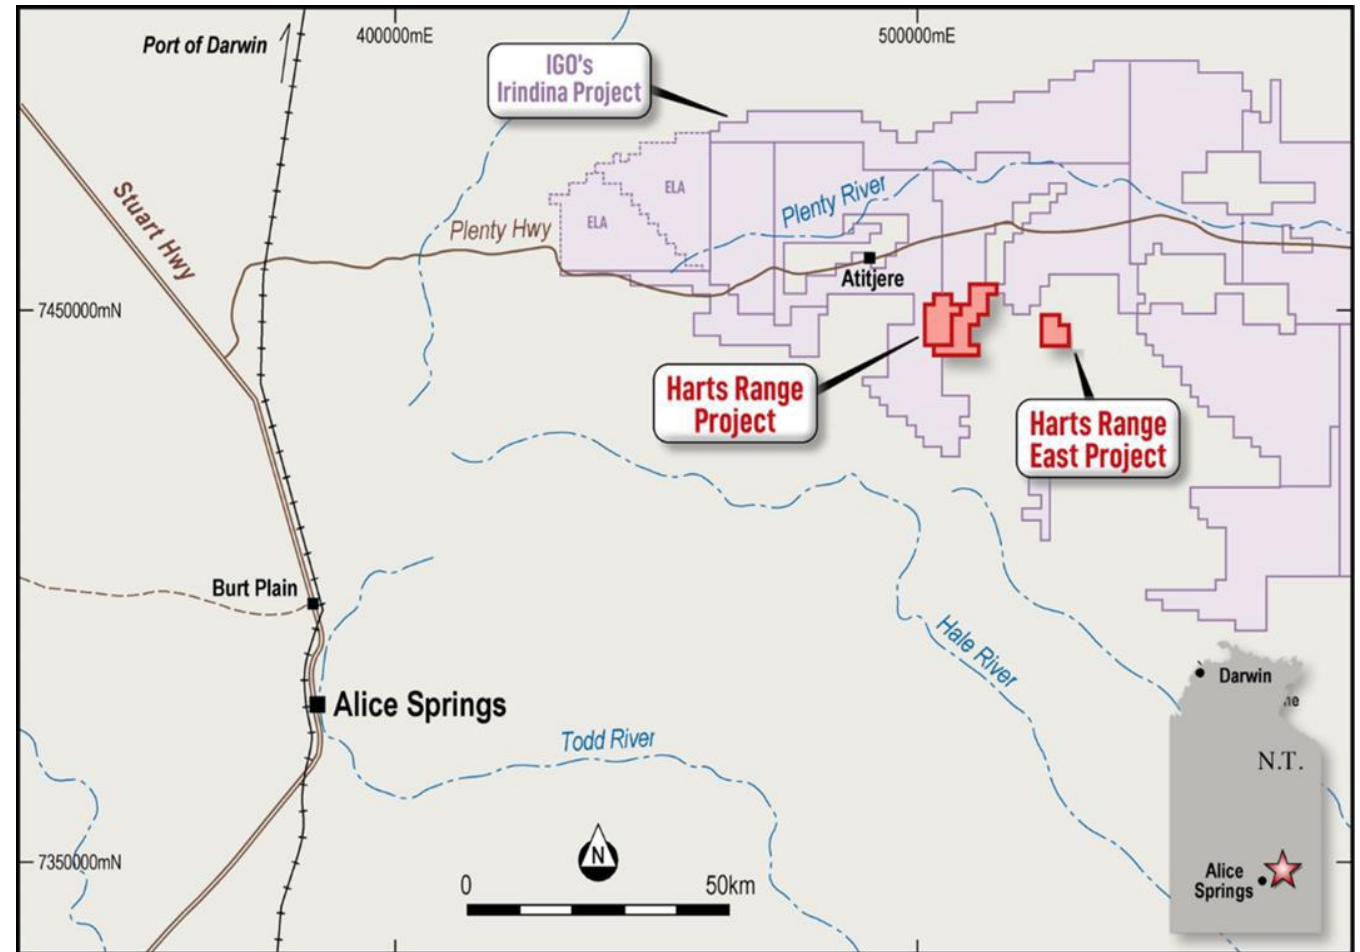 Port of Darwin
400000mE
500000mE
IGO's
Irindina Project
Stuart Hwy
ELA
ELA
Plenty River
Plenty Hwy
Atitjere
7450000mN
Harts Range
Project
Harts Range
East Project
Burt Plain
Hale River
Alice Springs
Todd River
Darwin
N.T.
7350000mN
N
0
50km
Alice
Springs